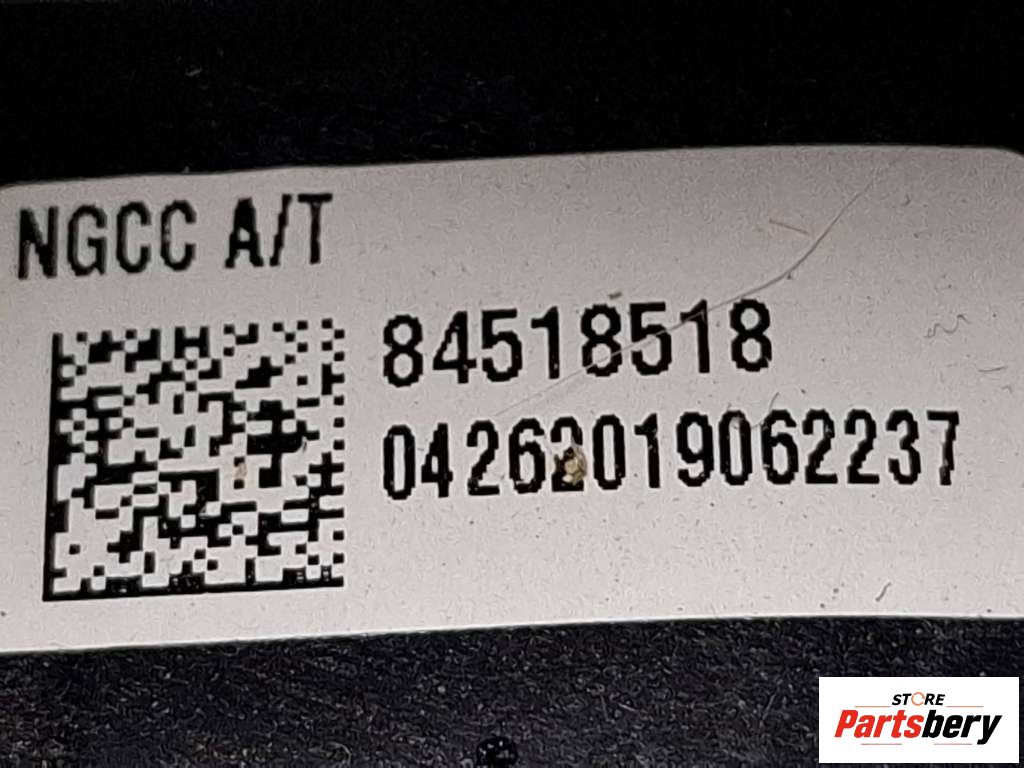 NGCC A/T
84518518
04262019062237
STORE
Partsbery